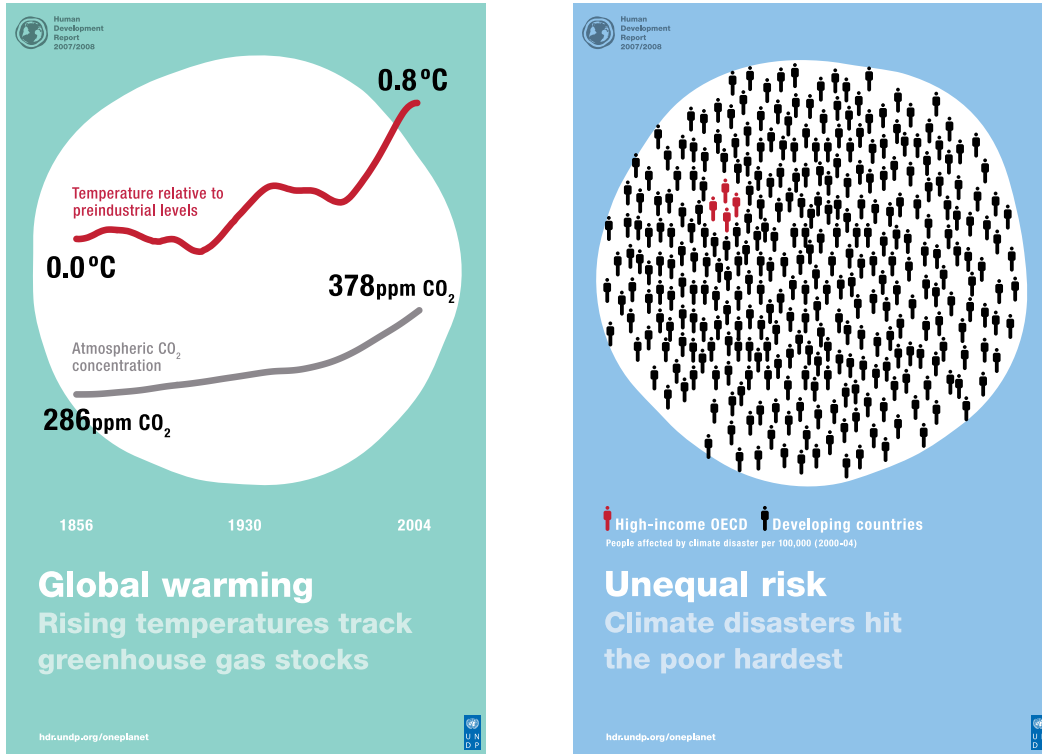 Human
Development
Report
2007/2008
0.8ºC
Temperature relative to
preindustrial levels
0.0ºC
378ppm CO₂
Atmospheric CO₂
concentration
286ppm CO₂
1856 1930 2004
Global warming
Rising temperatures track
greenhouse gas stocks
hdr.undp.org/oneplanet
U N
D P
Human
Development
Report
2007/2008
High-income OECD Developing countries
People affected by climate disaster per 100,000 (2000-04)
Unequal risk
Climate disasters hit
the poor hardest
hdr.undp.org/oneplanet